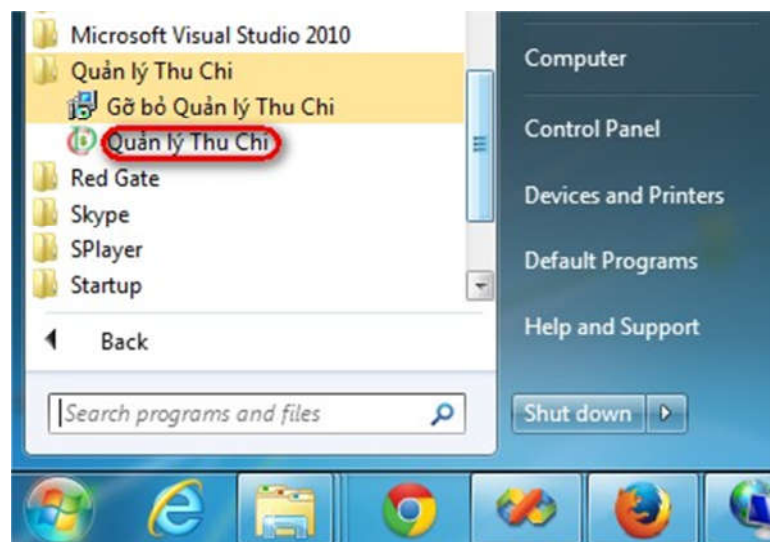 Microsoft Visual Studio 2010
Quản lý Thu Chi
Gỡ bỏ Quản lý Thu Chi
Quản lý Thu Chi
Red Gate
Skype
SPlayer
Startup
Back
Search programs and files
Computer
Control Panel
Devices and Printers
Default Programs
Help and Support
Shut down